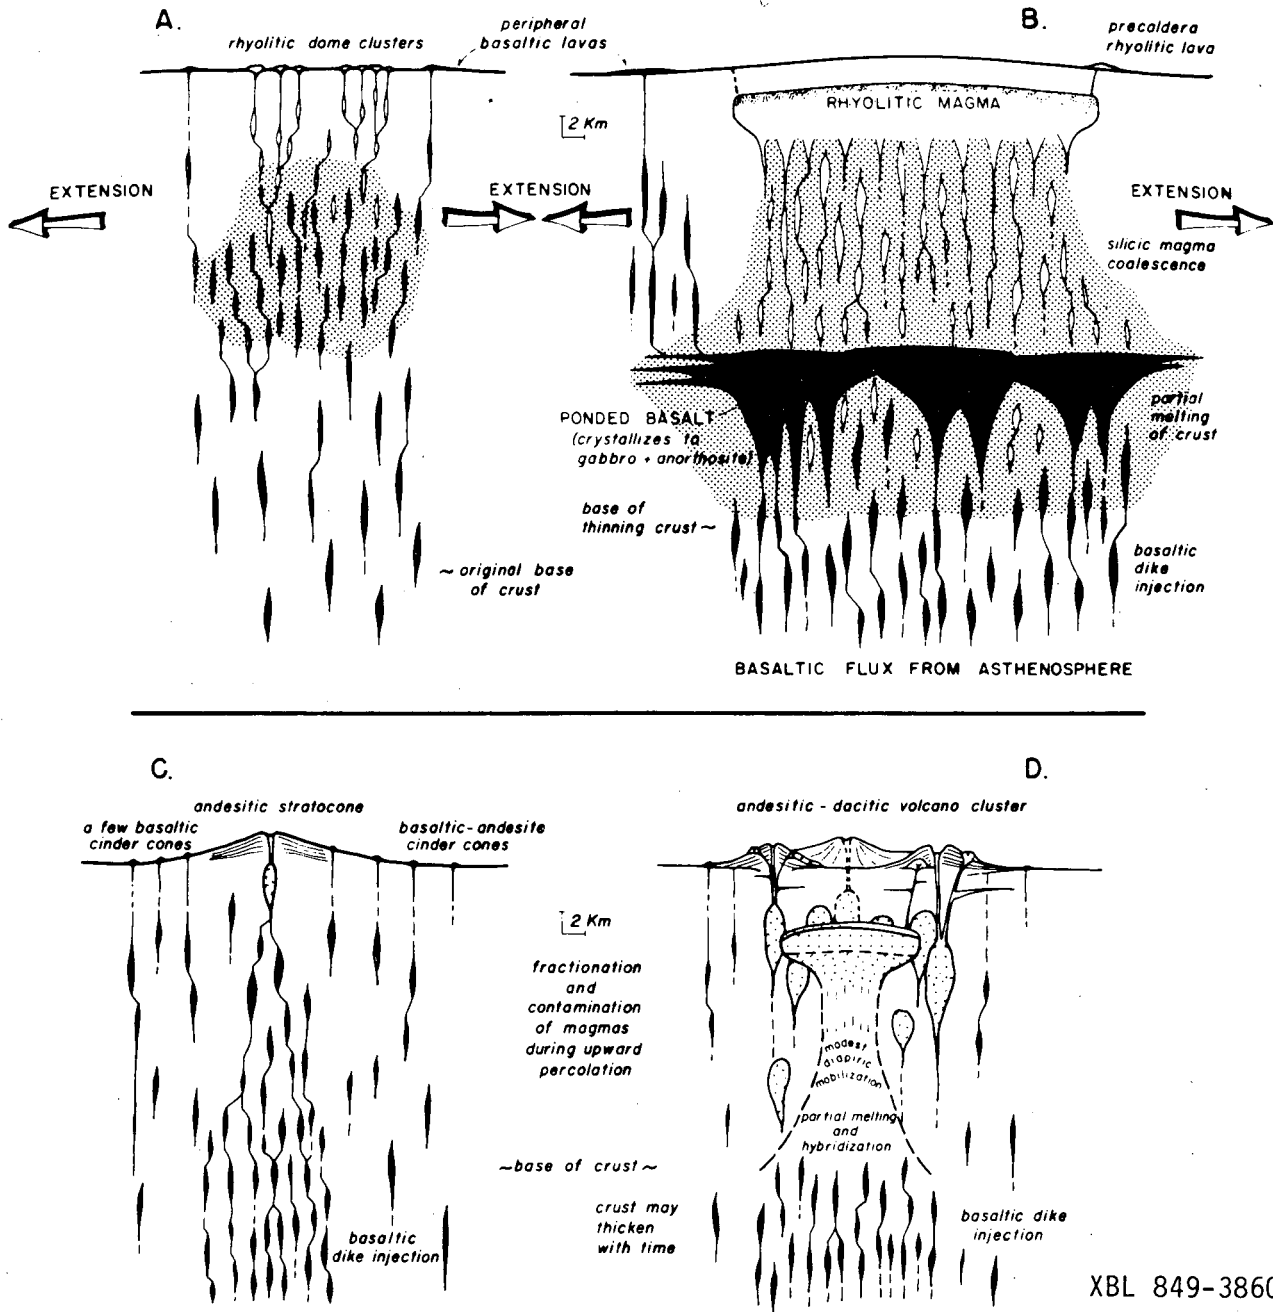 A.
rhyolitic dome clusters
peripheral
basaltic lavas
B.
precaldera
rhyolitic lava
RHYOLITIC MAGMA
2 Km
EXTENSION
EXTENSION
EXTENSION
silicic magma
coalescence
PONDED BASALT
(crystallizes to
gabbro + anorthosite)
partial
melting
of crust
base of
thinning crust ~
~ original base
of crust
basaltic
dike
injection
BASALTIC FLUX FROM ASTHENOSPHERE
C.
andesitic stratocone
a few basaltic
cinder cones
basaltic-andesite
cinder cones
D.
andesitic - dacitic volcano cluster
2 Km
fractionation
and
contamination
of magmas
during upward
percolation
modest
diapiric
mobilization
partial melting
and
hybridization
~base of crust~
crust may
thicken
with time
basaltic
dike injection
basaltic dike
injection
XBL 849-3860